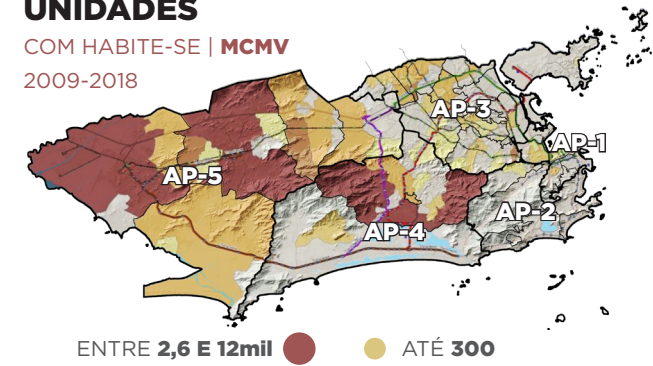 UNIDADES
COM HABITE-SE | MCMV
2009-2018
AP-3
AP-1
AP-5
AP-2
AP-4
ENTRE 2,6 E 12mil
ATÉ 300